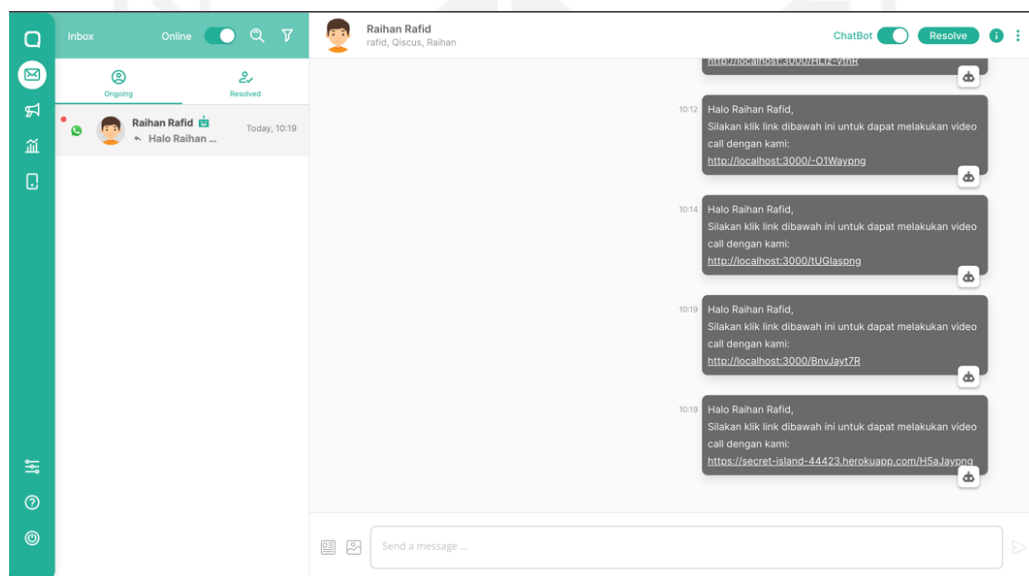 Inbox
Online
Ongoing
Resolved
Raihan Rafid
Today, 10:19
Halo Raihan ...
Raihan Rafid
rafid, Qiscus, Raihan
ChatBot
Resolve
10:12
Halo Raihan Rafid,
Silakan klik link dibawah ini untuk dapat melakukan video
call dengan kami:
http://localhost:3000/-O1Waypng
10:14
Halo Raihan Rafid,
Silakan klik link dibawah ini untuk dapat melakukan video
call dengan kami:
http://localhost:3000/tUGlaspng
10:19
Halo Raihan Rafid,
Silakan klik link dibawah ini untuk dapat melakukan video
call dengan kami:
http://localhost:3000/BnvJayt7R
10:19
Halo Raihan Rafid,
Silakan klik link dibawah ini untuk dapat melakukan video
call dengan kami:
https://secret-island-44423.herokuapp.com/H5aJaypng
Send a message ...